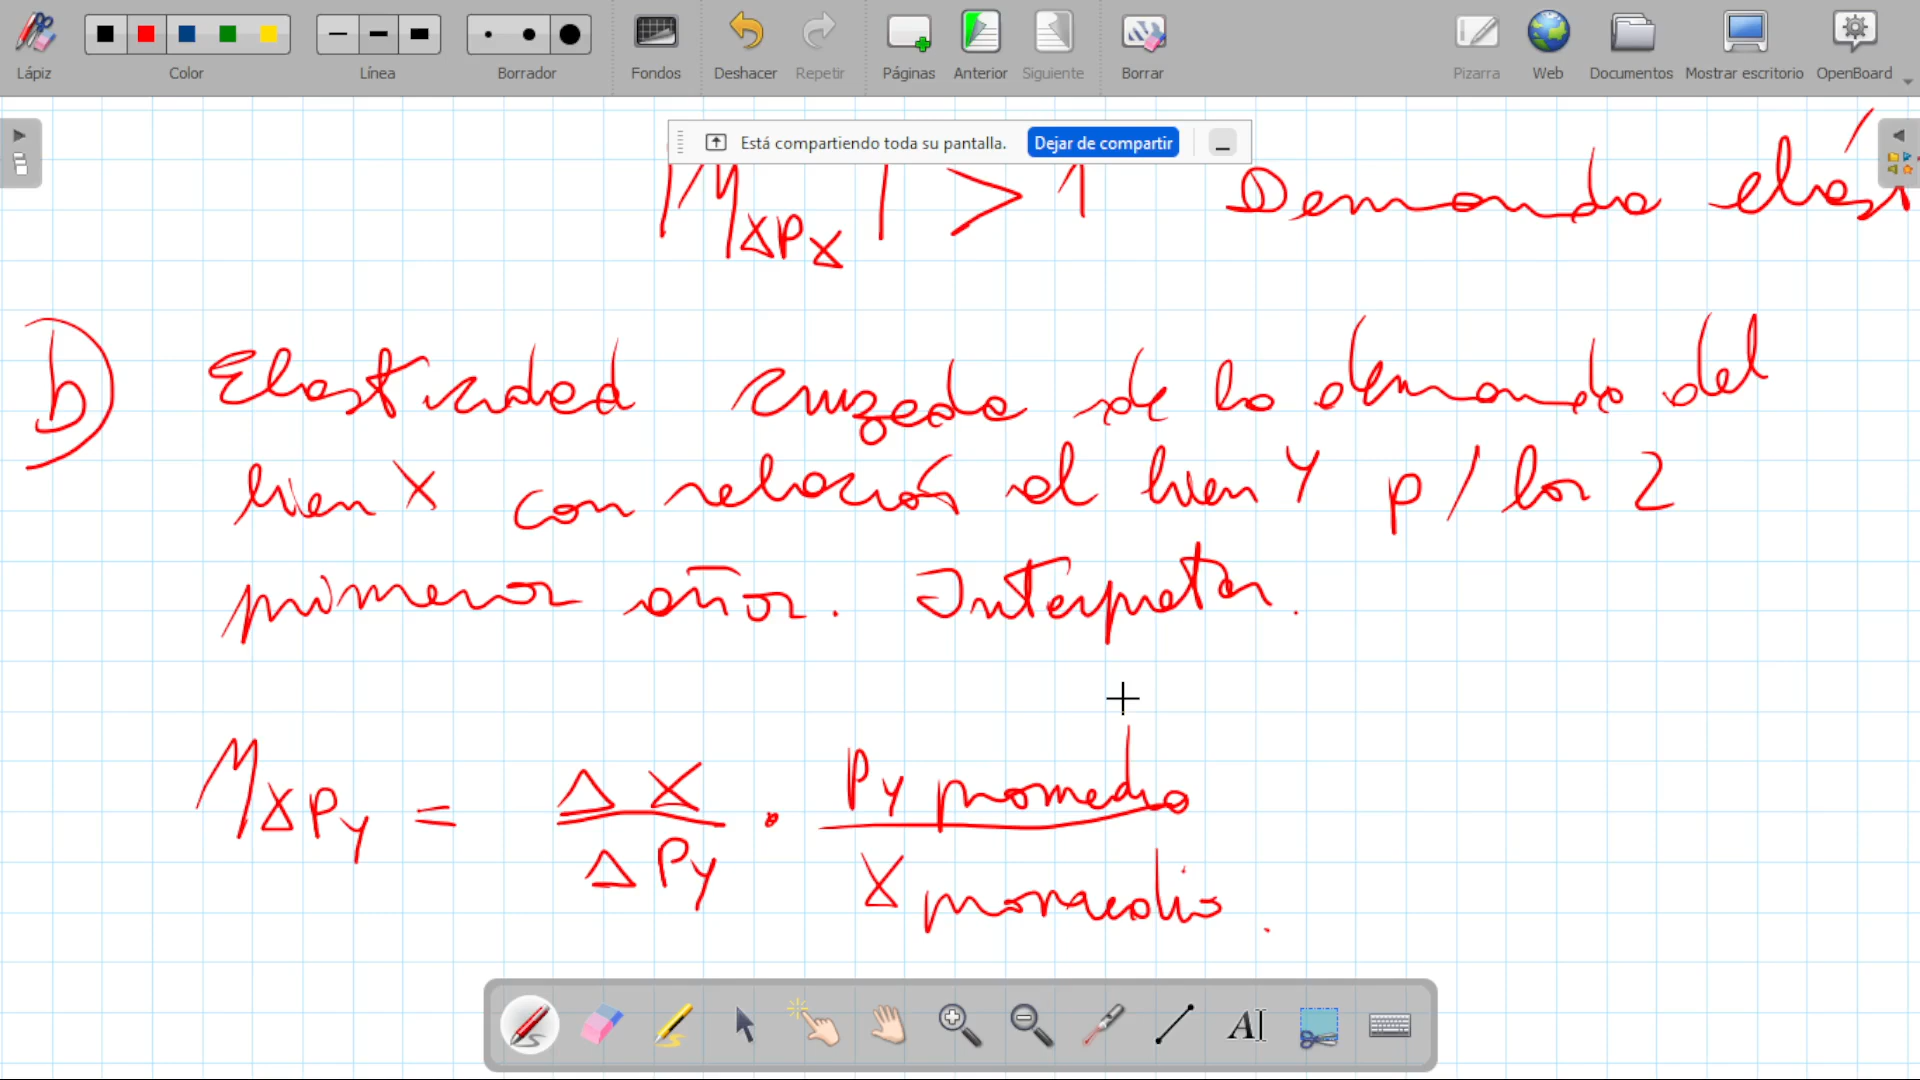 Lápiz
Color
Línea
Borrador
Fondos
Deshacer
Repetir
Páginas
Anterior
Siguiente
Borrar
Pizarra
Web
Documentos
Mostrar escritorio
OpenBoard
Está compartiendo toda su pantalla.
Dejar de compartir
|ηXPX| > 1 Demanda elást
b) Elasticidad cruzada de la demanda del
bien X con relación al bien Y p/ los 2
primeros años. Interpretar.
ηXPY = ΔX/ΔPY · PY promedio/X promedio.
AI